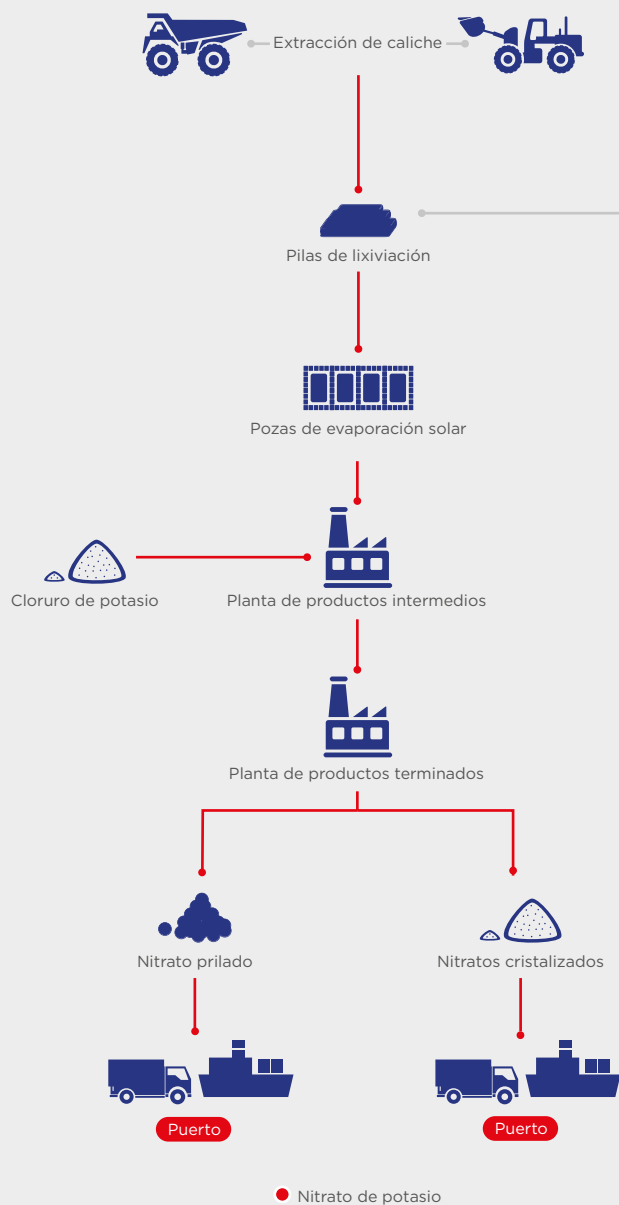 Extracción de caliche
Pilas de lixiviación
Pozas de evaporación solar
Cloruro de potasio
Planta de productos intermedios
Planta de productos terminados
Nitrato prilado
Nitratos cristalizados
Puerto
Puerto
Nitrato de potasio